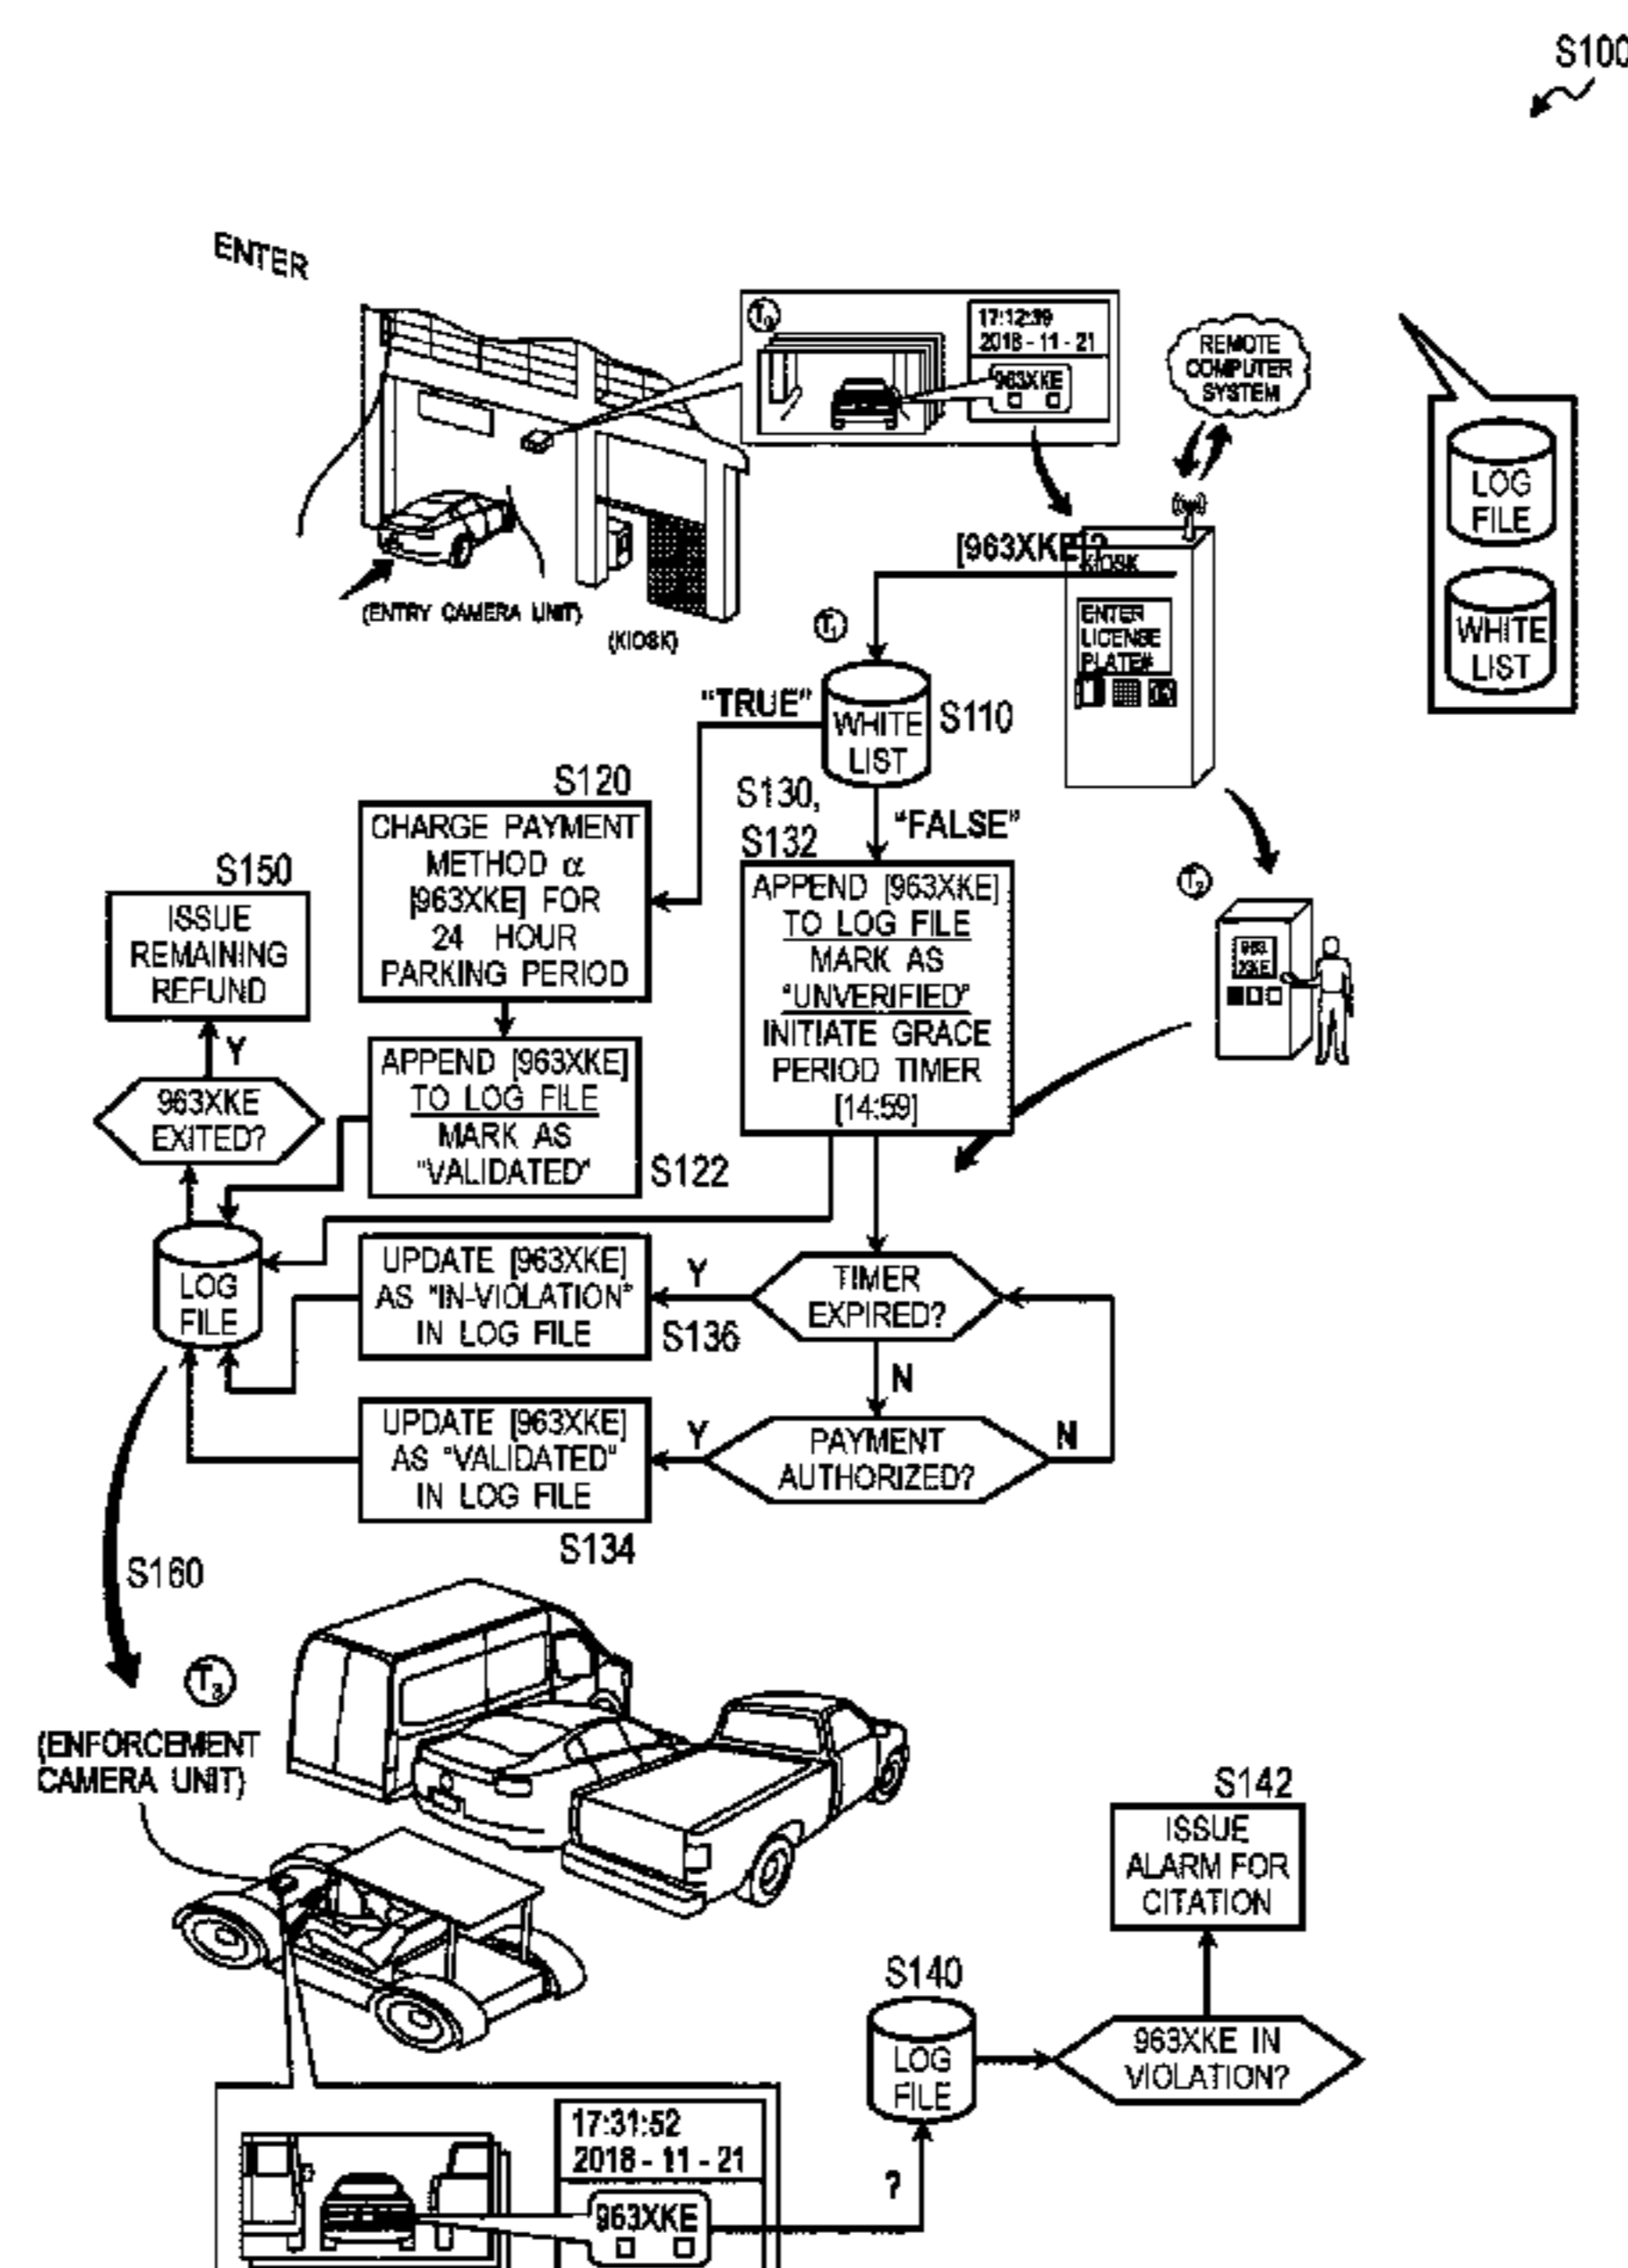 S100
ENTER
T0
17:12:39
2018 - 11 - 21
963XKE
REMOTE
COMPUTER
SYSTEM
LOG
FILE
WHITE
LIST
[963XKE]?
KIOSK
ENTER
LICENSE
PLATE#
(ENTRY CAMERA UNIT)
(KIOSK)
T1
"TRUE"
WHITE
LIST
S110
"FALSE"
S120
CHARGE PAYMENT
METHOD α
[963XKE] FOR
24 HOUR
PARKING PERIOD
S130,
S132
APPEND [963XKE]
TO LOG FILE
MARK AS
"UNVERIFIED"
INITIATE GRACE
PERIOD TIMER
[14:59]
T2
963
XKE
S150
ISSUE
REMAINING
REFUND
Y
963XKE
EXITED?
APPEND [963XKE]
TO LOG FILE
MARK AS
"VALIDATED"
S122
LOG
FILE
UPDATE [963XKE]
AS "IN-VIOLATION"
IN LOG FILE
Y
S136
TIMER
EXPIRED?
N
UPDATE [963XKE]
AS "VALIDATED"
IN LOG FILE
Y
PAYMENT
AUTHORIZED?
N
S134
S160
T3
(ENFORCEMENT
CAMERA UNIT)
S142
ISSUE
ALARM FOR
CITATION
S140
LOG
FILE
963XKE IN
VIOLATION?
17:31:52
2018 - 11 - 21
963XKE
?